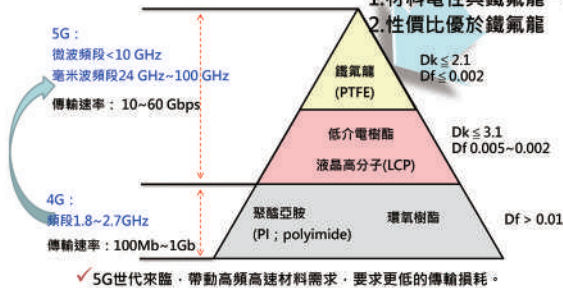 2.性價比優於鐵氟龍
5G：
微波頻段<10 GHz
毫米波頻段24 GHz~100 GHz
傳輸速率： 10~60 Gbps
鐵氟龍
(PTFE)
Dk ≦ 2.1
Df ≤ 0.002
低介電樹酯
液晶高分子(LCP)
Dk ≦ 3.1
Df 0.005~0.002
4G：
頻段1.8~2.7GHz
傳輸速率：100Mb~1Gb
聚醯亞胺
(PI；polyimide)
環氧樹酯
Df > 0.01
✓5G世代來臨，帶動高頻高速材料需求，要求更低的傳輸損耗。